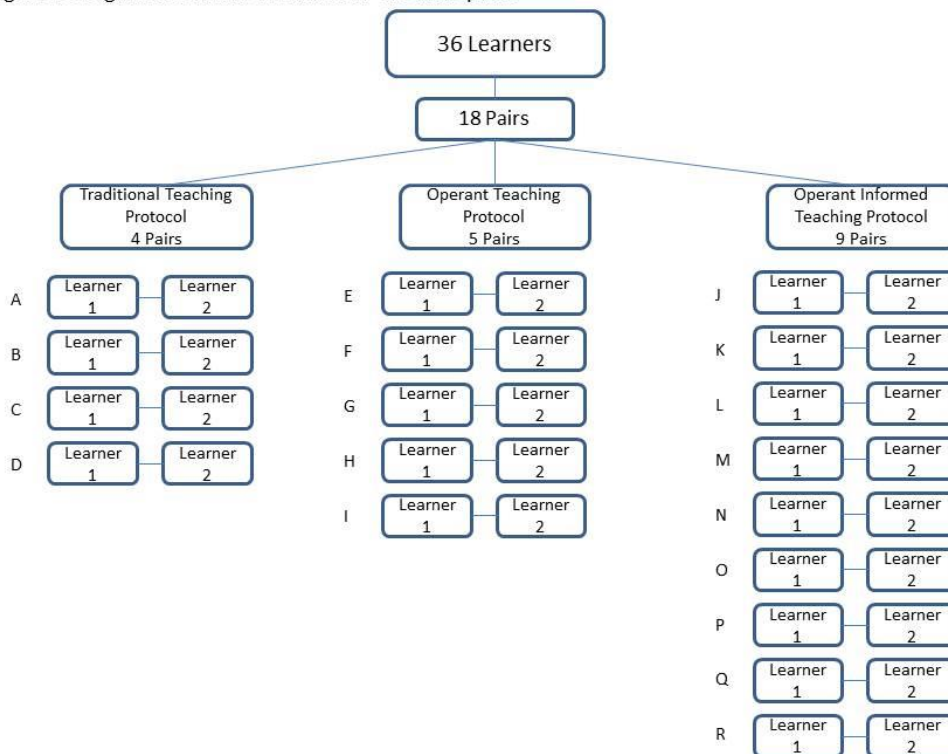 36 Learners
18 Pairs
Traditional Teaching
Protocol
4 Pairs
A
Learner
1
Learner
2
B
Learner
1
Learner
2
C
Learner
1
Learner
2
D
Learner
1
Learner
2
Operant Teaching
Protocol
5 Pairs
E
Learner
1
Learner
2
F
Learner
1
Learner
2
G
Learner
1
Learner
2
H
Learner
1
Learner
2
I
Learner
1
Learner
2
Operant Informed
Teaching Protocol
9 Pairs
J
Learner
1
Learner
2
K
Learner
1
Learner
2
L
Learner
1
Learner
2
M
Learner
1
Learner
2
N
Learner
1
Learner
2
O
Learner
1
Learner
2
P
Learner
1
Learner
2
Q
Learner
1
Learner
2
R
Learner
1
Learner
2